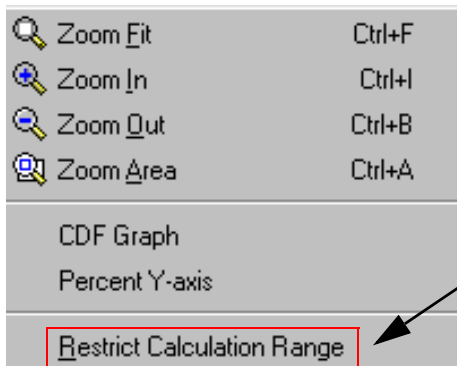 Zoom Fit Ctrl+F
Zoom In Ctrl+I
Zoom Out Ctrl+B
Zoom Area Ctrl+A
CDF Graph
Percent Y-axis
Restrict Calculation Range